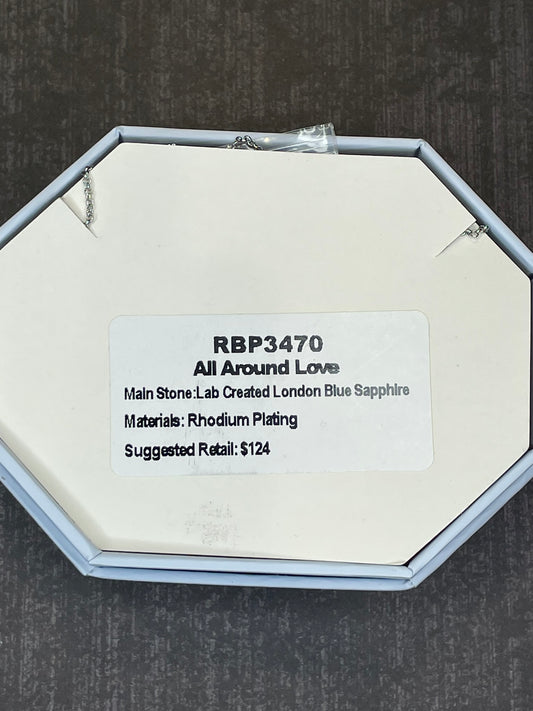 RBP3470
All Around Love
Main Stone:Lab Created London Blue Sapphire
Materials: Rhodium Plating
Suggested Retail: $124